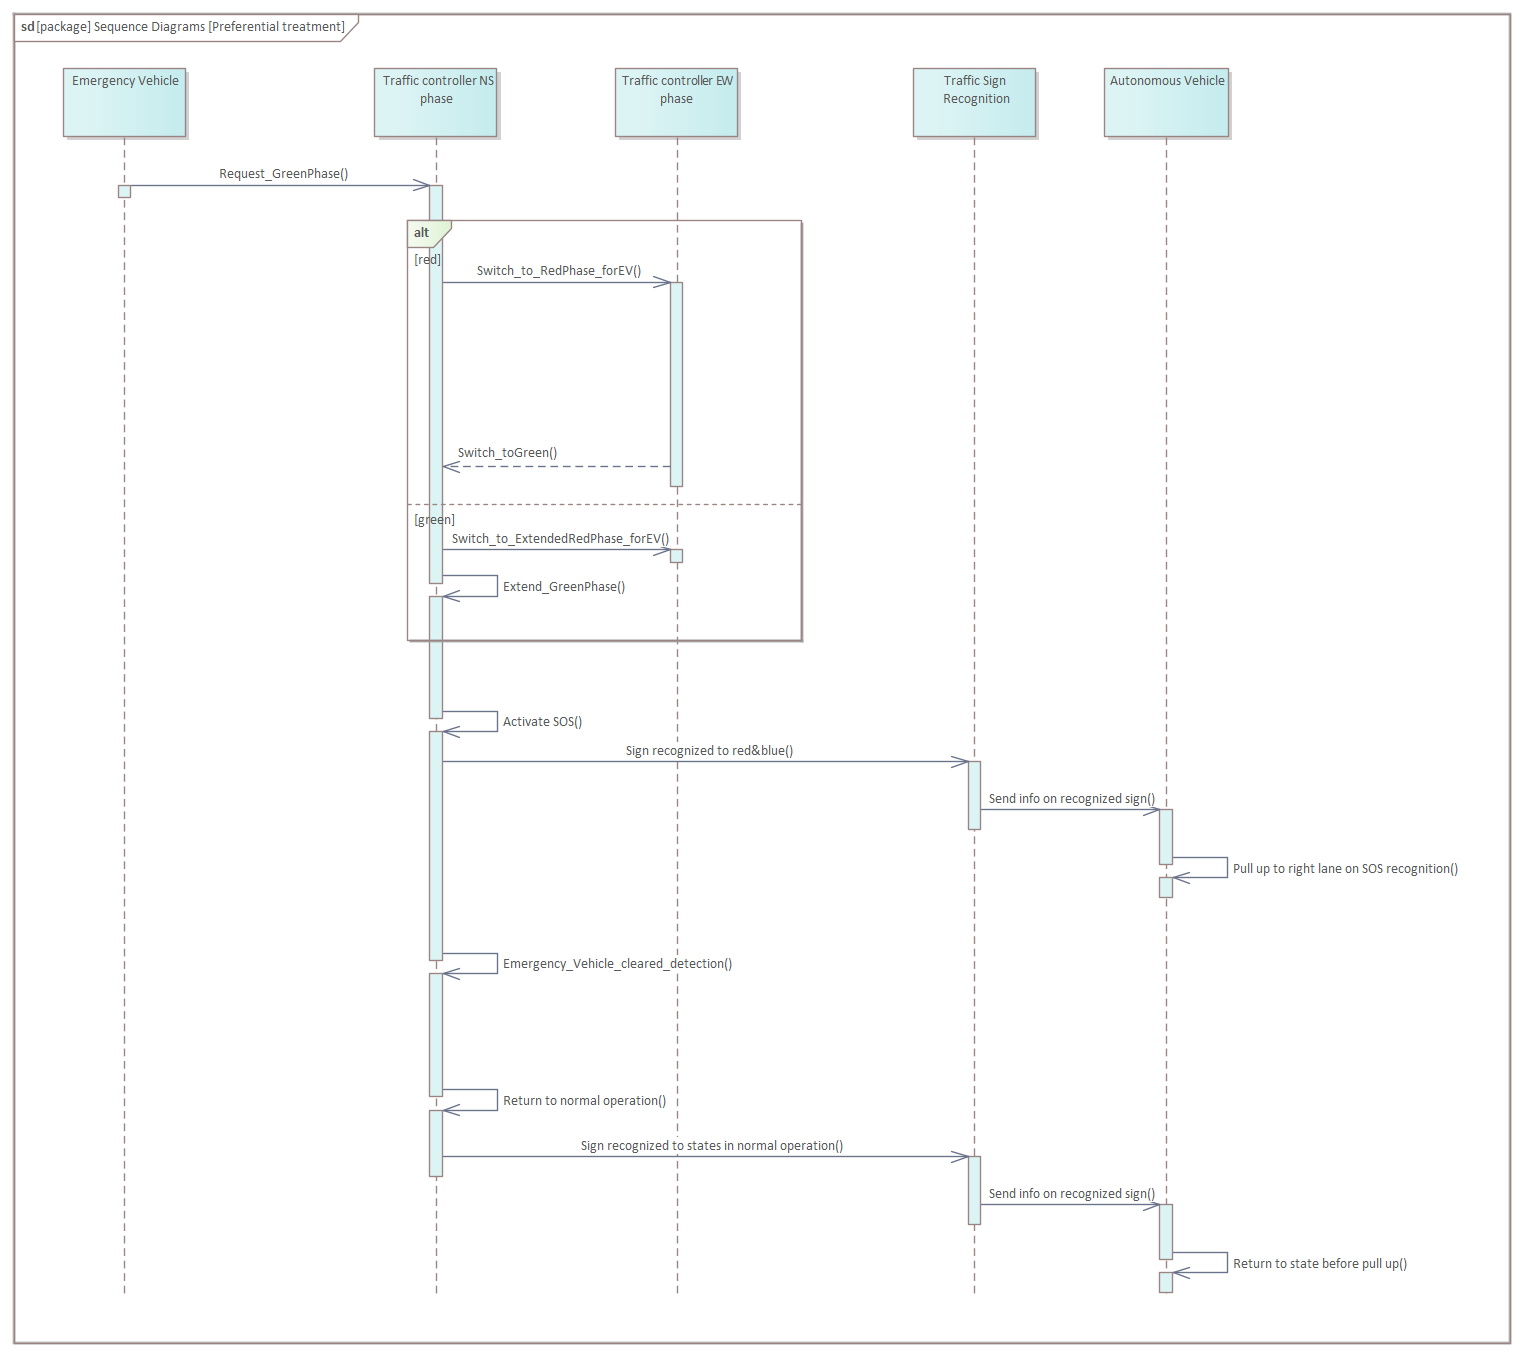 sd [package] Sequence Diagrams [Preferential treatment]
Emergency Vehicle
Traffic controller NS
phase
Traffic controller EW
phase
Traffic Sign
Recognition
Autonomous Vehicle
Request_GreenPhase()
alt
[red]
Switch_to_RedPhase_forEV()
Switch_toGreen()
[green]
Switch_to_ExtendedRedPhase_forEV()
Extend_GreenPhase()
Activate SOS()
Sign recognized to red&blue()
Send info on recognized sign()
Pull up to right lane on SOS recognition()
Emergency_Vehicle_cleared_detection()
Return to normal operation()
Sign recognized to states in normal operation()
Send info on recognized sign()
Return to state before pull up()